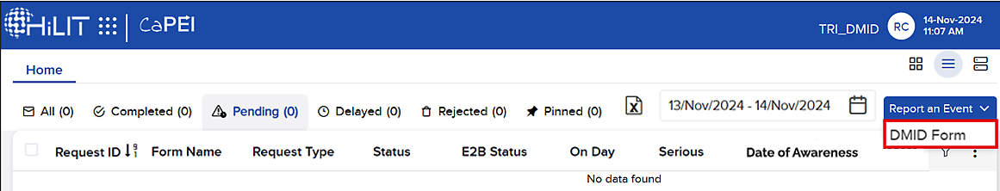 HiLIT CaPEI
TRI_DMID RC 14-Nov-2024
11:07 AM
Home
All (0) Completed (0) Pending (0) Delayed (0) Rejected (0) Pinned (0) X 13/Nov/2024 - 14/Nov/2024 Report an Event
DMID Form
Request ID Form Name Request Type Status E2B Status On Day Serious Date of Awareness
No data found